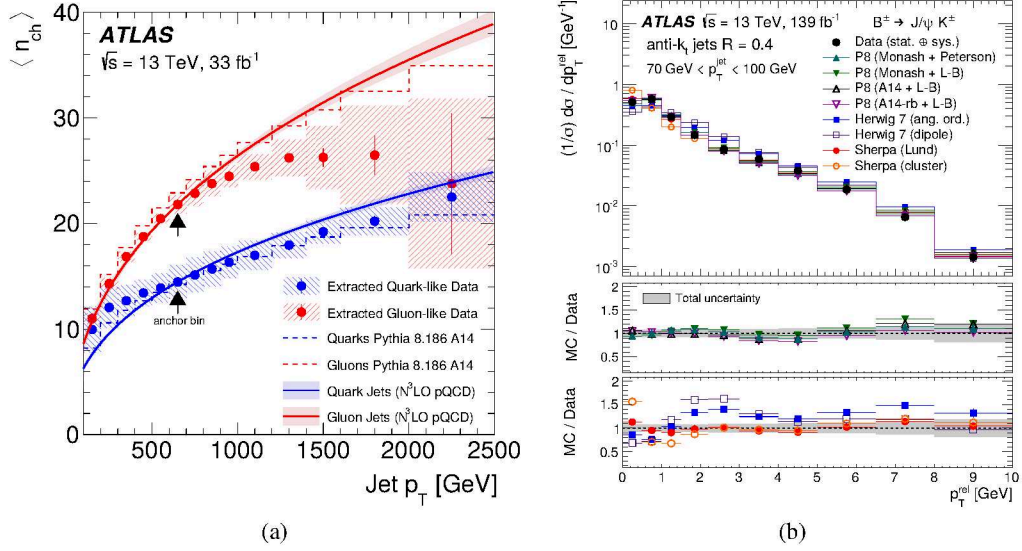 ATLAS
√s = 13 TeV, 33 fb⁻¹
⟨ n_ch ⟩
40
30
20
10
0
anchor bin
Extracted Quark-like Data
Extracted Gluon-like Data
Quarks Pythia 8.186 A14
Gluons Pythia 8.186 A14
Quark Jets (N³LO pQCD)
Gluon Jets (N³LO pQCD)
0 500 1000 1500 2000 2500
Jet p_T [GeV]
(a)
ATLAS √s = 13 TeV, 139 fb⁻¹ B± → J/ψ K±
anti-k_t jets R = 0.4
70 GeV < p_T^jet < 100 GeV
Data (stat. ⊕ sys.)
P8 (Monash + Peterson)
P8 (Monash + L-B)
P8 (A14 + L-B)
P8 (A14-rb + L-B)
Herwig 7 (ang. ord.)
Herwig 7 (dipole)
Sherpa (Lund)
Sherpa (cluster)
(1/σ) dσ / dp_T^rel [GeV⁻¹]
10²
10
1
10⁻¹
10⁻²
10⁻³
MC / Data
2
1.5
1
0.5
Total uncertainty
MC / Data
2
1.5
1
0.5
0 1 2 3 4 5 6 7 8 9 10
p_T^rel [GeV]
(b)